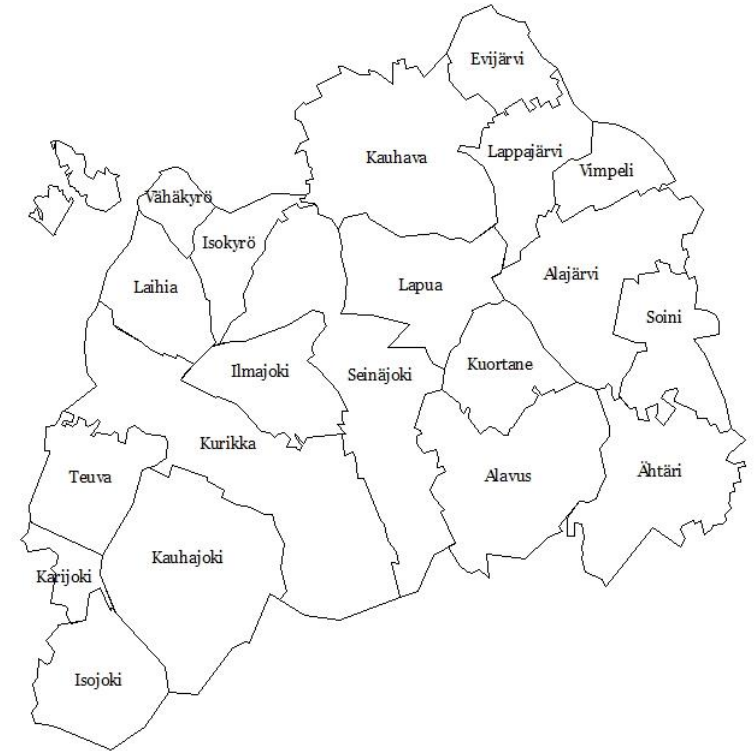 Evijärvi
Kauhava
Lappajärvi
Vimpeli
Vähäkyrö
Isokyrö
Laihia
Lapua
Alajärvi
Soini
Ilmajoki
Seinäjoki
Kuortane
Kurikka
Teuva
Alavus
Ähtäri
Kauhajoki
Karijoki
Isojoki